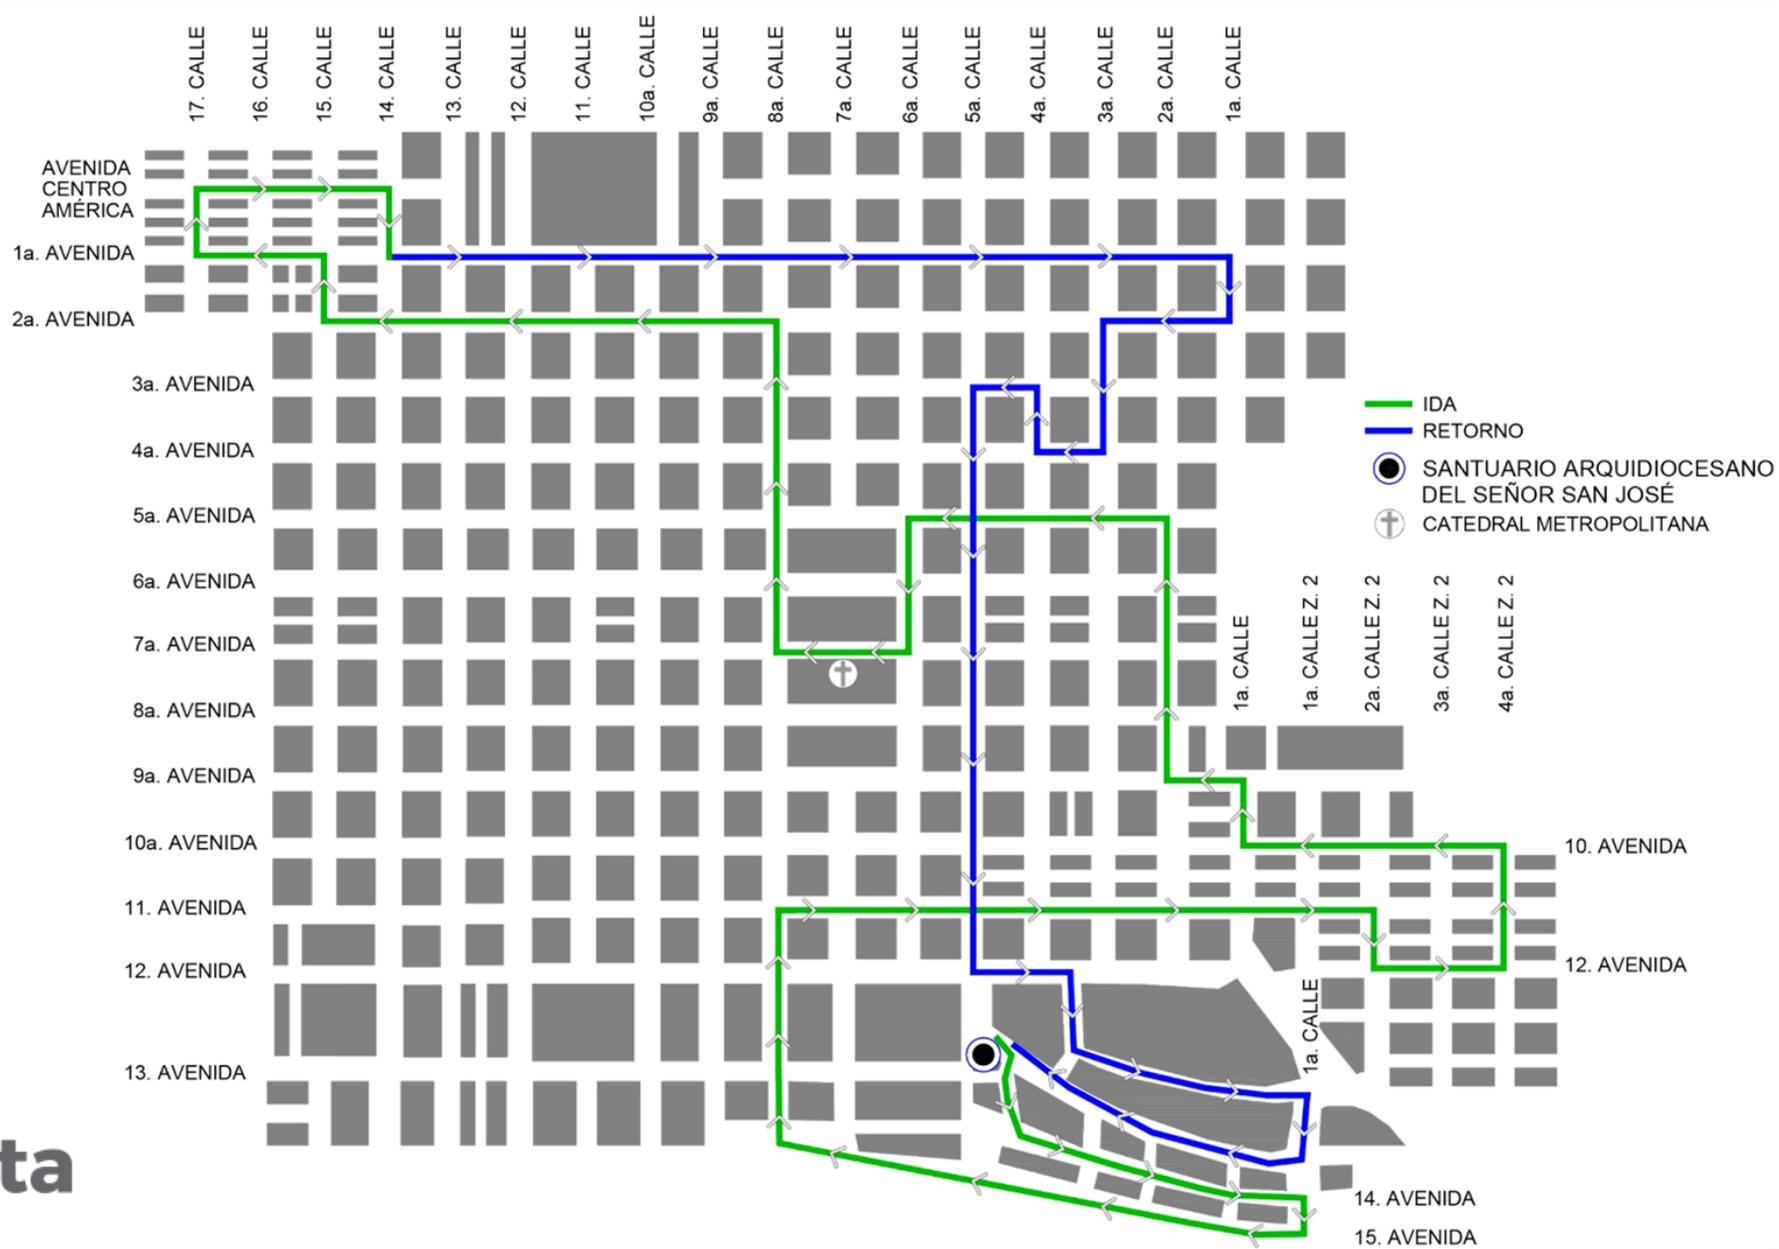 17. CALLE
16. CALLE
15. CALLE
14. CALLE
13. CALLE
12. CALLE
11. CALLE
10a. CALLE
9a. CALLE
8a. CALLE
7a. CALLE
6a. CALLE
5a. CALLE
4a. CALLE
3a. CALLE
2a. CALLE
1a. CALLE
AVENIDA
CENTRO
AMÉRICA
1a. AVENIDA
2a. AVENIDA
3a. AVENIDA
4a. AVENIDA
5a. AVENIDA
6a. AVENIDA
7a. AVENIDA
8a. AVENIDA
9a. AVENIDA
10a. AVENIDA
11. AVENIDA
12. AVENIDA
13. AVENIDA
IDA
RETORNO
SANTUARIO ARQUIDIOCESANO
DEL SEÑOR SAN JOSÉ
CATEDRAL METROPOLITANA
1a. CALLE
1a. CALLE Z. 2
2a. CALLE Z. 2
3a. CALLE Z. 2
4a. CALLE Z. 2
10. AVENIDA
12. AVENIDA
1a. CALLE
14. AVENIDA
15. AVENIDA
ta